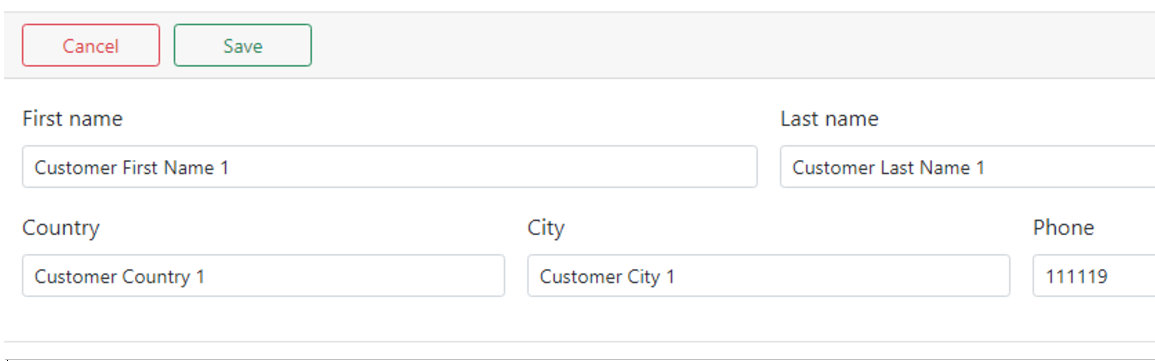 Cancel Save
First name Last name
Customer First Name 1 Customer Last Name 1
Country City Phone
Customer Country 1 Customer City 1 111119